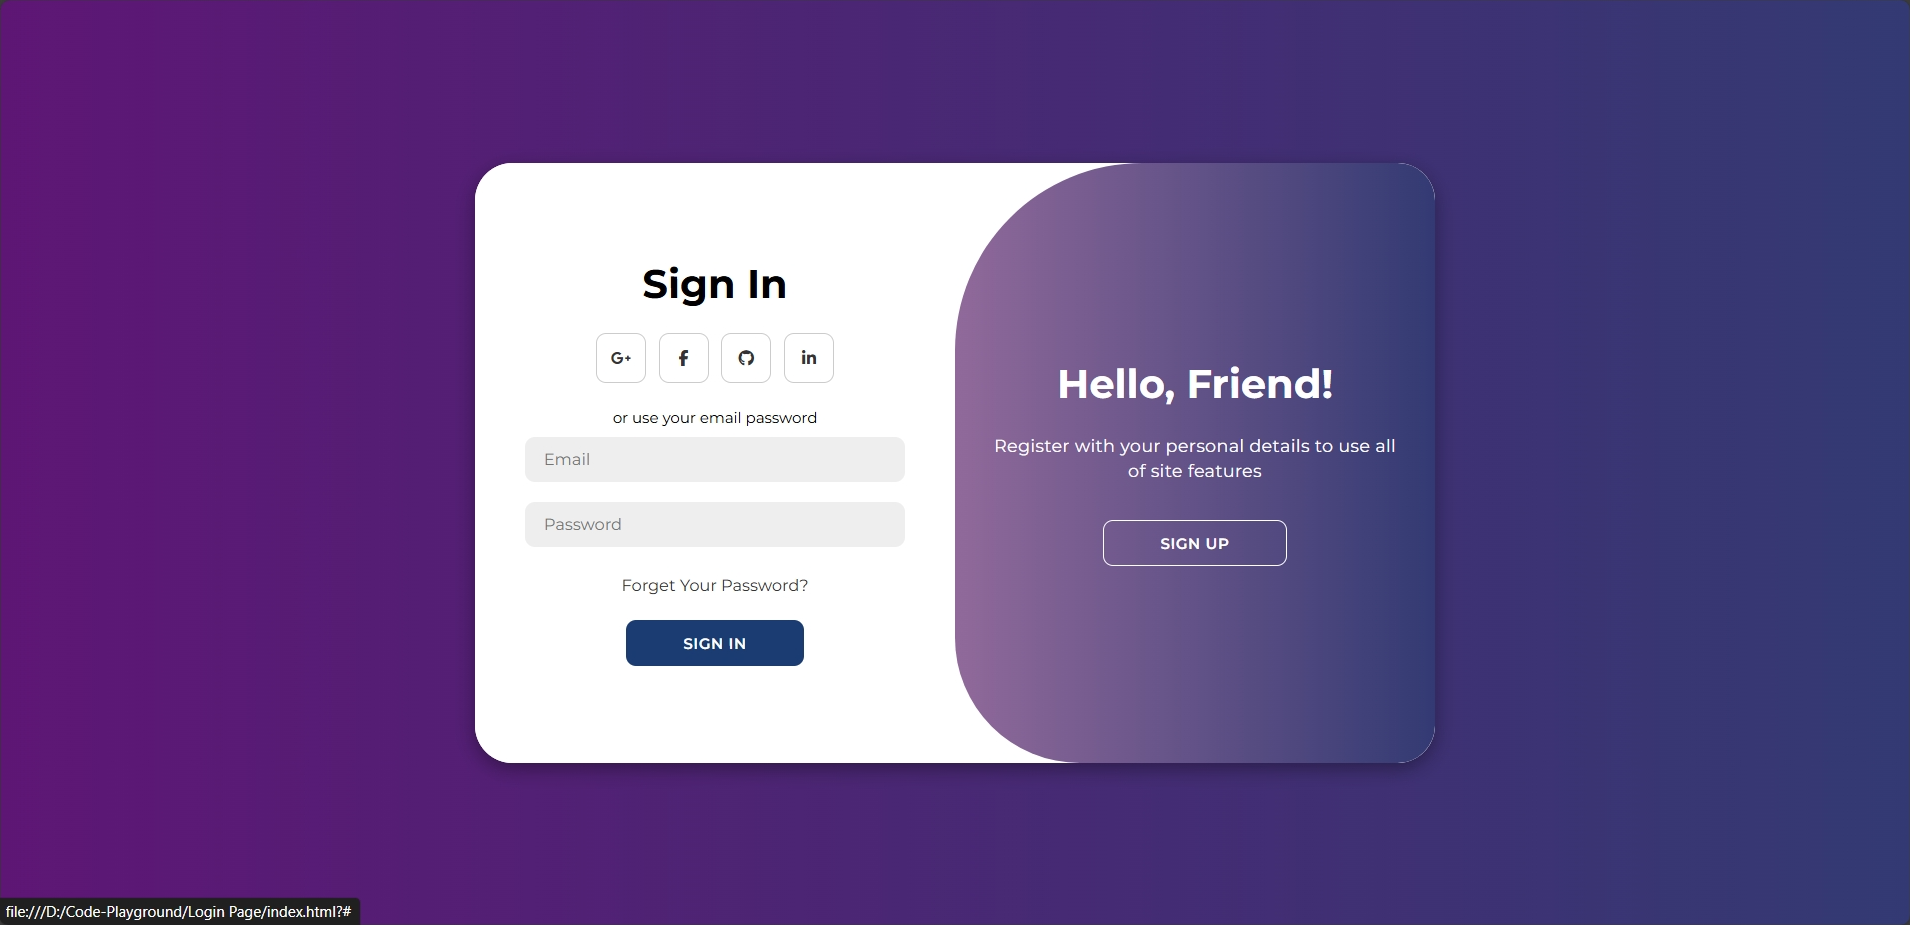 Sign In
G+
f
in
or use your email password
Email
Password
Forget Your Password?
SIGN IN
Hello, Friend!
Register with your personal details to use all
of site features
SIGN UP
file:///D:/Code-Playground/Login Page/index.html?#